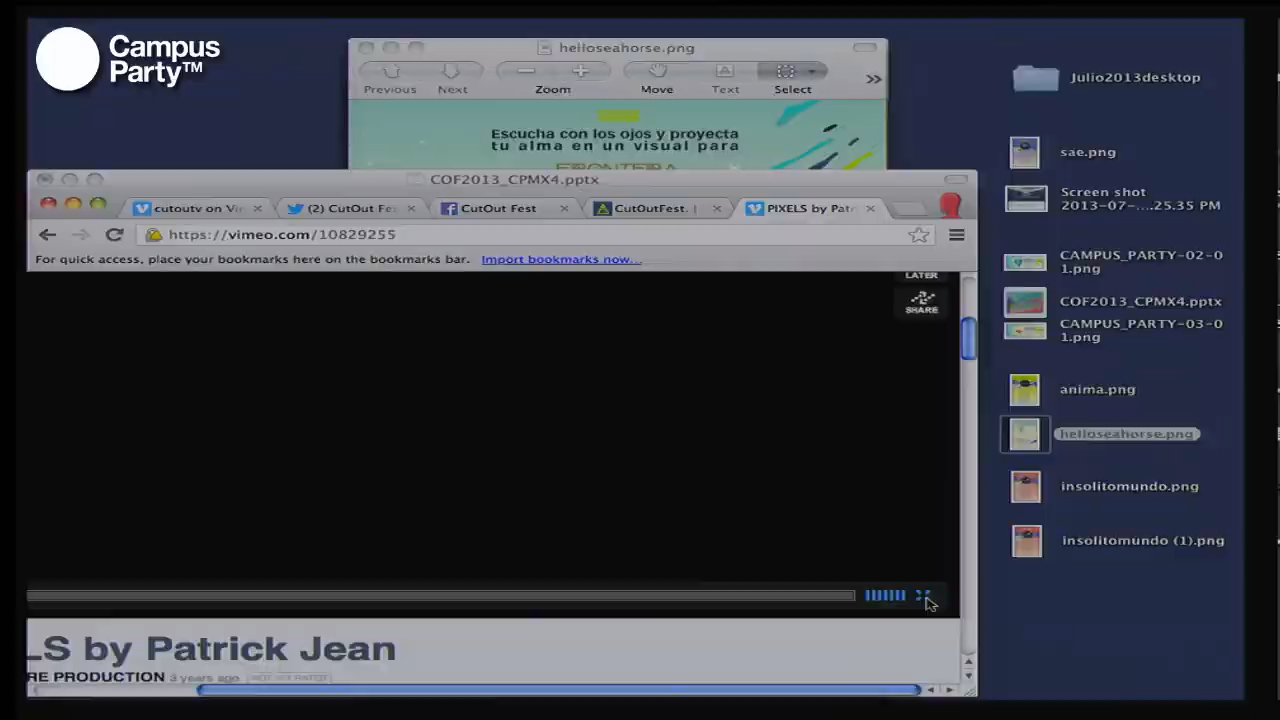 Campus
Party™
helloseahorse.png
Previous
Next
Zoom
Move
Text
Select
Escucha con los ojos y proyecta
tu alma en un visual para
FRONTERA
COF2013_CPMX4.pptx
cutoutv on Vim
(2) CutOut Fe
CutOut Fest
CutOutFest. |
PIXELS by Patr
https://vimeo.com/10829255
For quick access, place your bookmarks here on the bookmarks bar. Import bookmarks now...
LATER
SHARE
LS by Patrick Jean
RE PRODUCTION 3 years ago
Julio2013desktop
sae.png
Screen shot
2013-07-...25.35 PM
CAMPUS_PARTY-02-0
1.png
COF2013_CPMX4.pptx
CAMPUS_PARTY-03-0
1.png
anima.png
helloseahorse.png
insolitomundo.png
insolitomundo (1).png